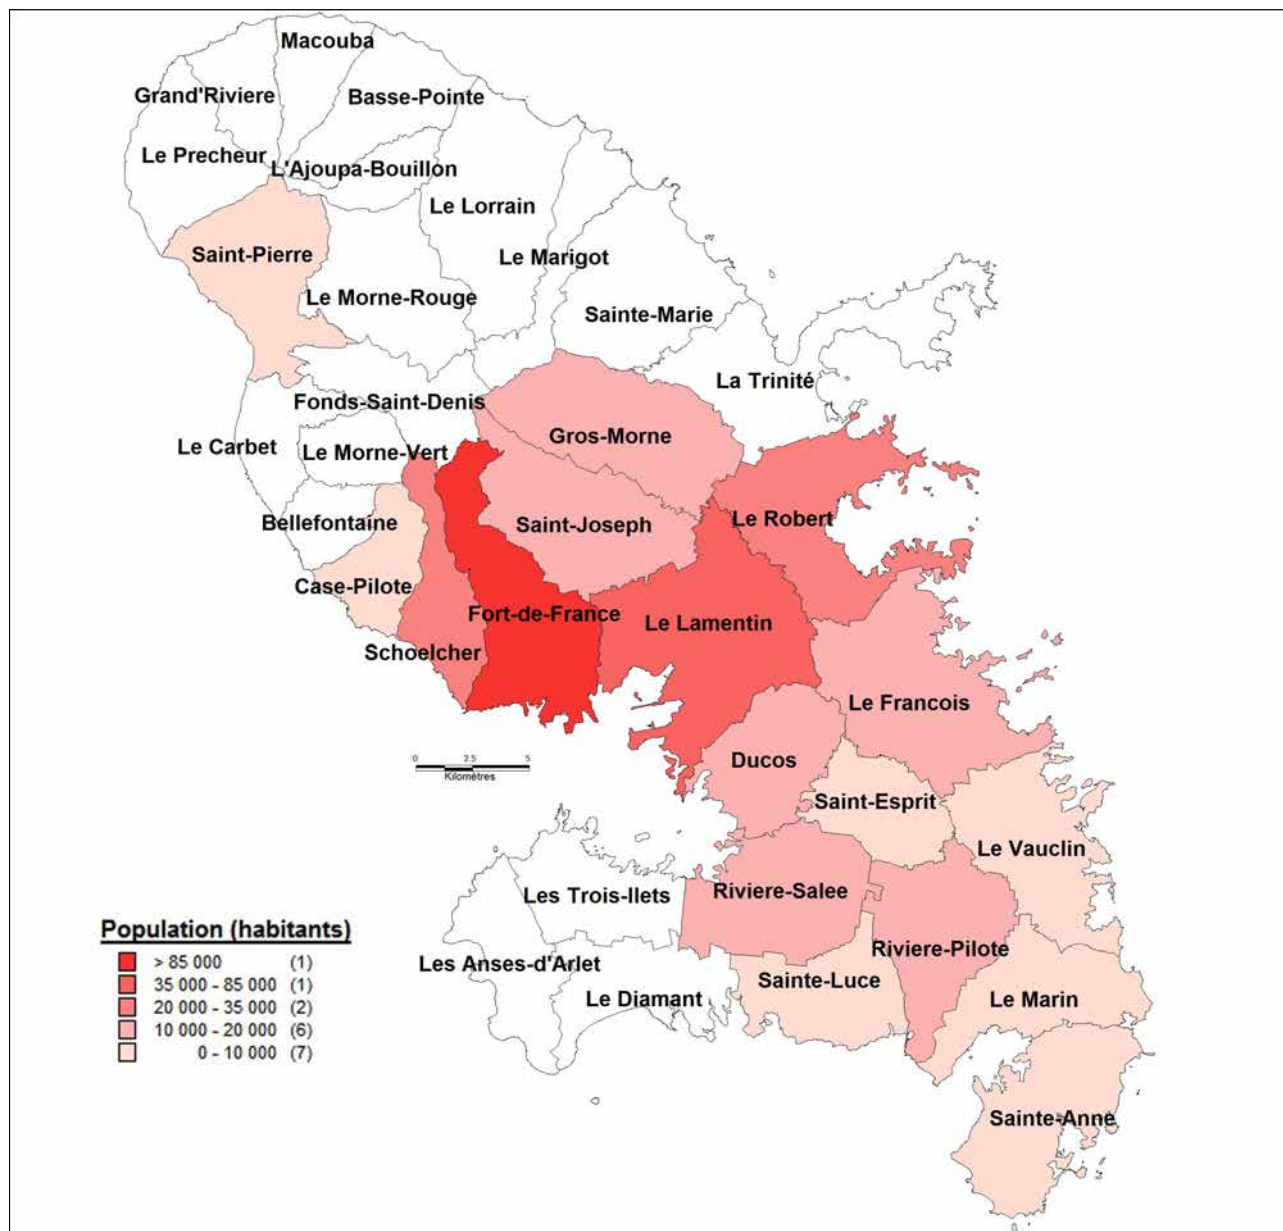 Macouba
Grand'Riviere
Basse-Pointe
Le Precheur
L'Ajoupa-Bouillon
Le Lorrain
Saint-Pierre
Le Marigot
Le Morne-Rouge
Sainte-Marie
La Trinité
Fonds-Saint-Denis
Gros-Morne
Le Carbet
Le Morne-Vert
Bellefontaine
Saint-Joseph
Le Robert
Case-Pilote
Fort-de-France
Le Lamentin
Schoelcher
Le Francois
Ducos
0 2.5 5
Kilomètres
Saint-Esprit
Le Vauclin
Les Trois-Ilets
Riviere-Salee
Riviere-Pilote
Les Anses-d'Arlet
Sainte-Luce
Le Diamant
Le Marin
Sainte-Anne
Population (habitants)
> 85 000 (1)
35 000 - 85 000 (1)
20 000 - 35 000 (2)
10 000 - 20 000 (6)
0 - 10 000 (7)